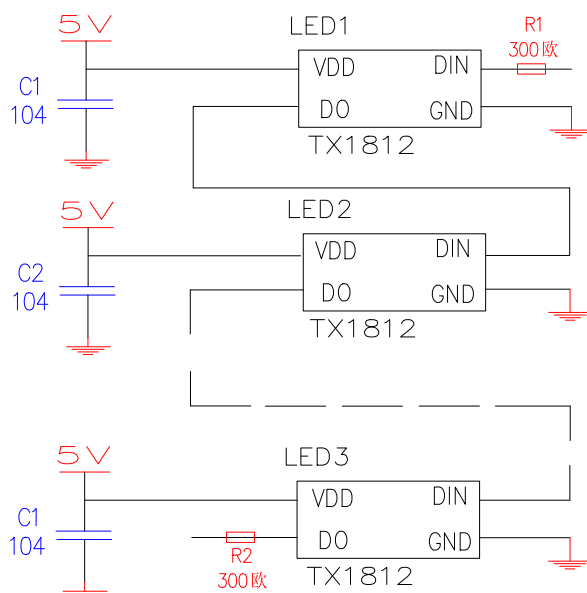 5V
LED1
R1
300欧
VDD
DIN
C1
104
DO
GND
TX1812
5V
LED2
VDD
DIN
C2
104
DO
GND
TX1812
5V
LED3
VDD
DIN
C1
104
DO
GND
R2
300欧
TX1812